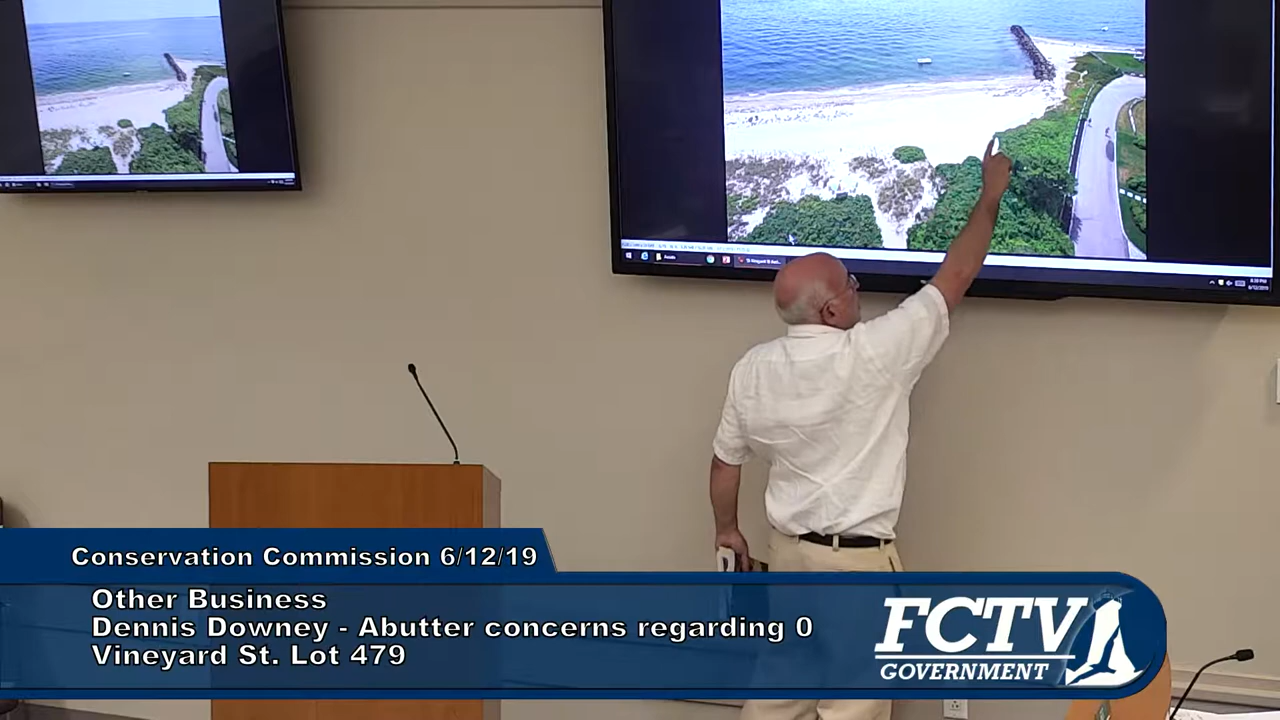 Conservation Commission 6/12/19
Other Business
Dennis Downey - Abutter concerns regarding 0
Vineyard St. Lot 479
FCTV
GOVERNMENT